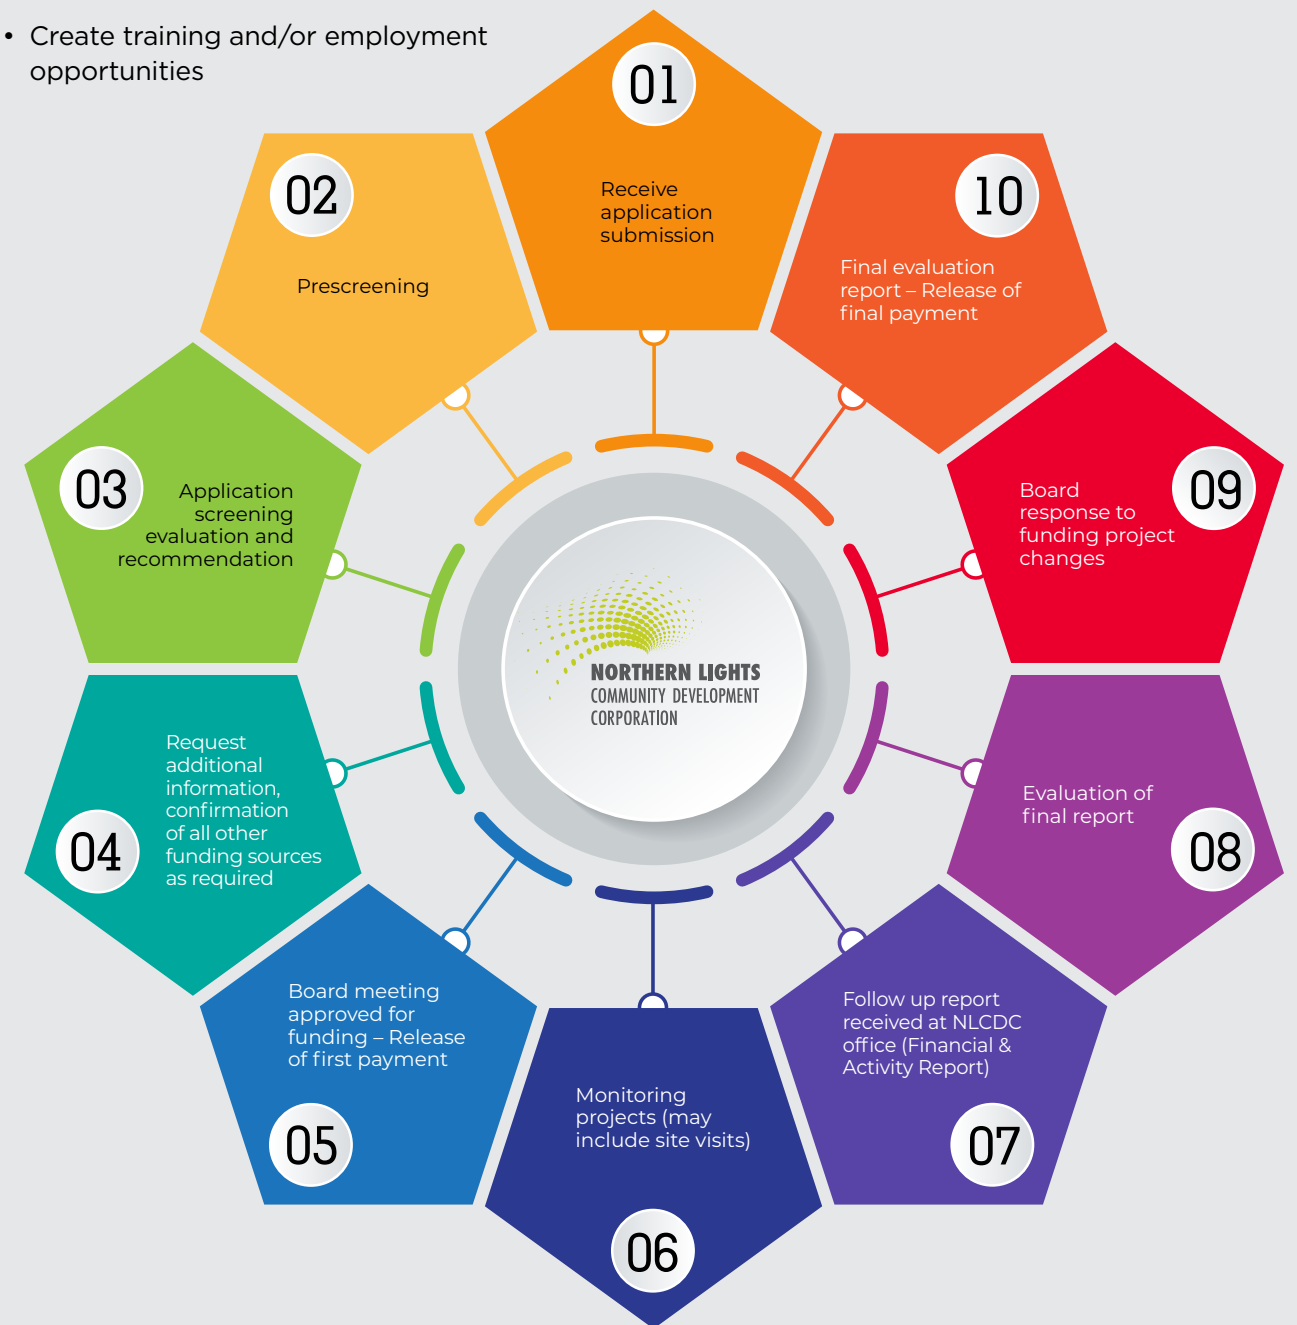 • Create training and/or employment
opportunities
01
Receive
application
submission
02
Prescreening
03
Application
screening
evaluation and
recommendation
04
Request
additional
information,
confirmation
of all other
funding sources
as required
05
Board meeting
approved for
funding – Release
of first payment
06
Monitoring
projects (may
include site visits)
07
Follow up report
received at NLCDC
office (Financial &
Activity Report)
08
Evaluation of
final report
09
Board
response to
funding project
changes
10
Final evaluation
report – Release of
final payment
NORTHERN LIGHTS
COMMUNITY DEVELOPMENT
CORPORATION